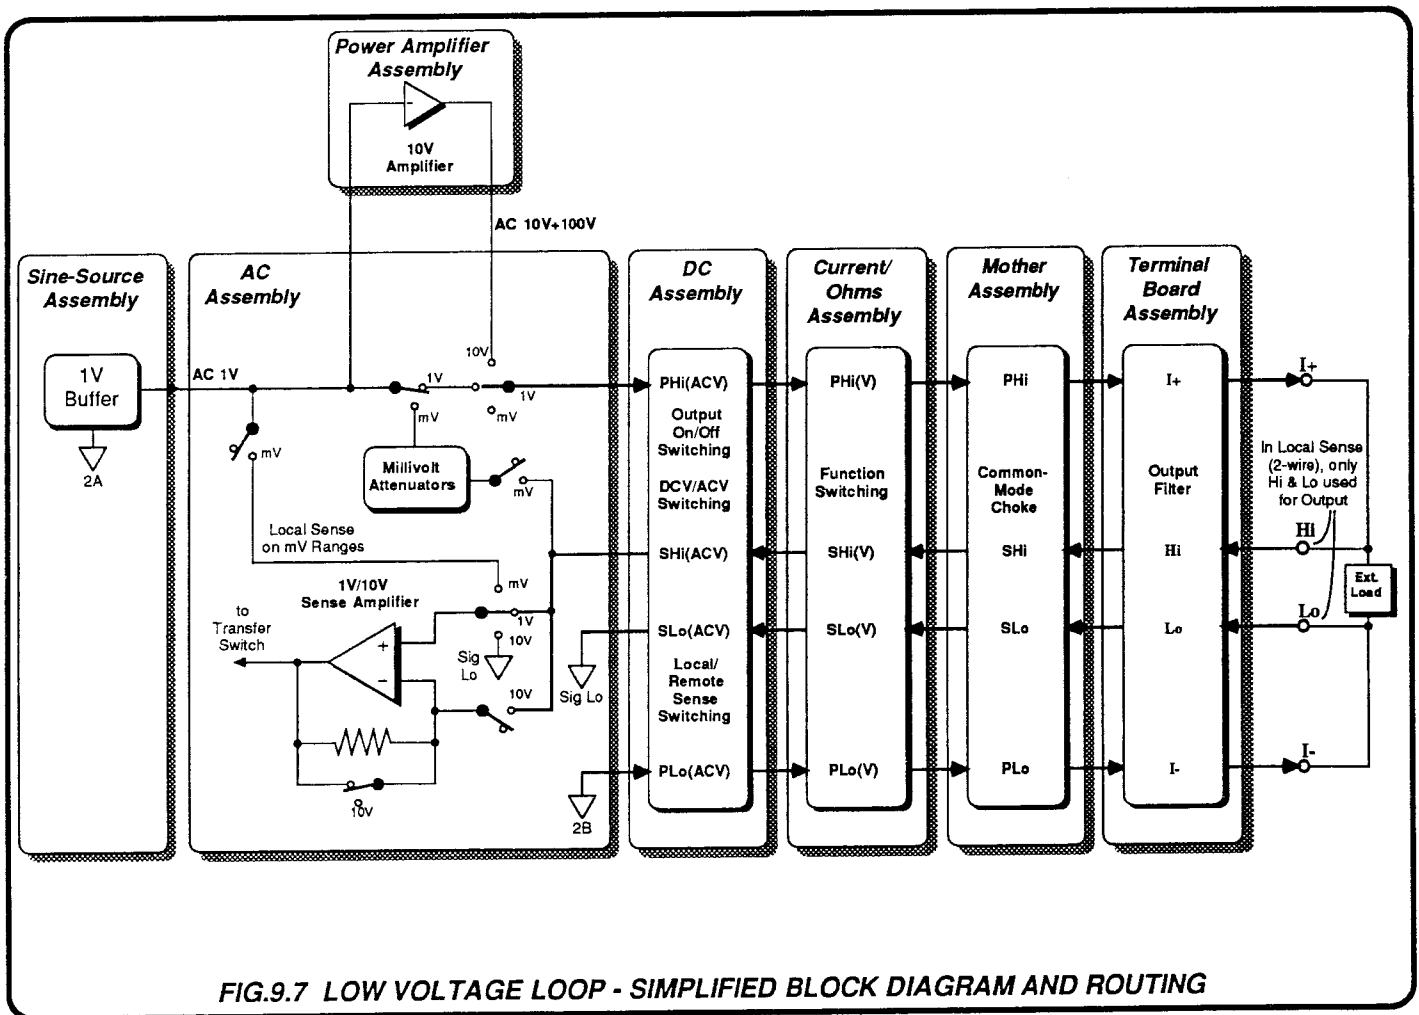 Power Amplifier
Assembly
10V
Amplifier
AC 10V+100V
Sine-Source
Assembly
1V
Buffer
2A
AC 1V
AC
Assembly
10V
1V
1V
mV
mV
mV
Millivolt
Attenuators
mV
Local Sense
on mV Ranges
mV
1V/10V
Sense Amplifier
1V
10V
to
Transfer
Switch
+
-
Sig
Lo
10V
10V
Sig Lo
2B
DC
Assembly
PHi(ACV)
Output
On/Off
Switching
DCV/ACV
Switching
SHi(ACV)
SLo(ACV)
Local/
Remote
Sense
Switching
PLo(ACV)
Current/
Ohms
Assembly
PHi(V)
Function
Switching
SHi(V)
SLo(V)
PLo(V)
Mother
Assembly
PHi
Common-
Mode
Choke
SHi
SLo
PLo
Terminal
Board
Assembly
I+
Output
Filter
Hi
Lo
I-
I+
In Local Sense
(2-wire), only
Hi & Lo used
for Output
Hi
Ext.
Load
Lo
I-
FIG.9.7 LOW VOLTAGE LOOP - SIMPLIFIED BLOCK DIAGRAM AND ROUTING